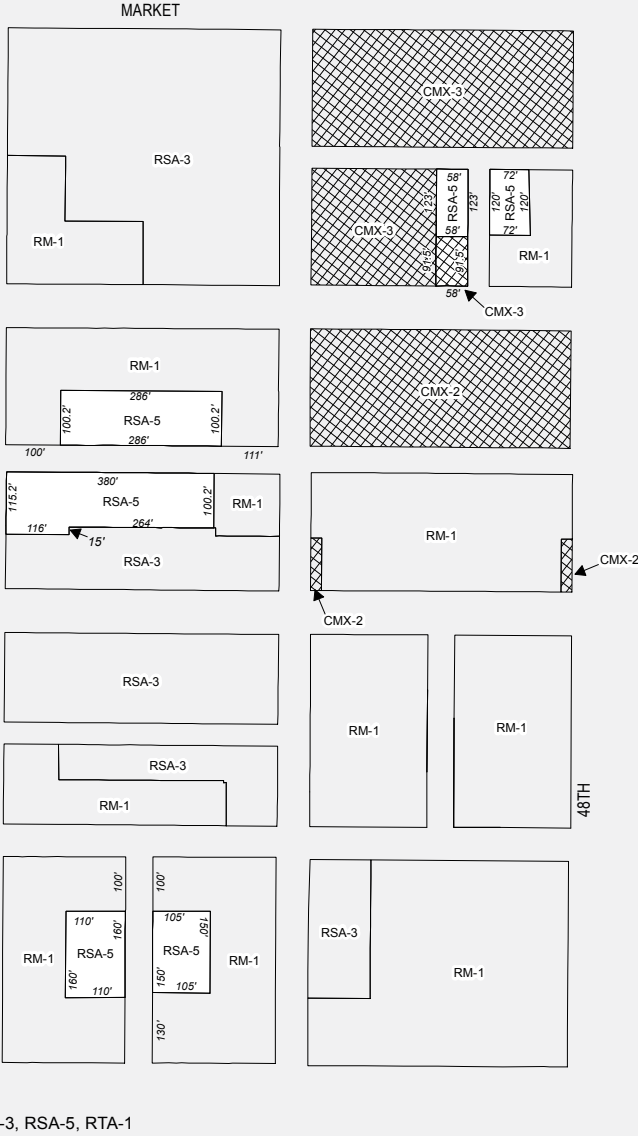 MARKET
CMX-3
RSA-3
RM-1
CMX-3
58'
123'
RSA-5
123'
58'
91.5'
91.5'
58'
CMX-3
72'
120'
RSA-5
120'
72'
RM-1
RM-1
286'
100.2'
RSA-5
100.2'
286'
100'
111'
CMX-2
380'
115.2'
RSA-5
100.2'
RM-1
116'
264'
15'
RSA-3
RM-1
CMX-2
CMX-2
RSA-3
RM-1
RM-1
48TH
RSA-3
RM-1
100'
110'
160'
RM-1
RSA-5
160'
110'
100'
105'
150'
RSA-5
RM-1
150'
105'
130'
RSA-3
RM-1
-3, RSA-5, RTA-1